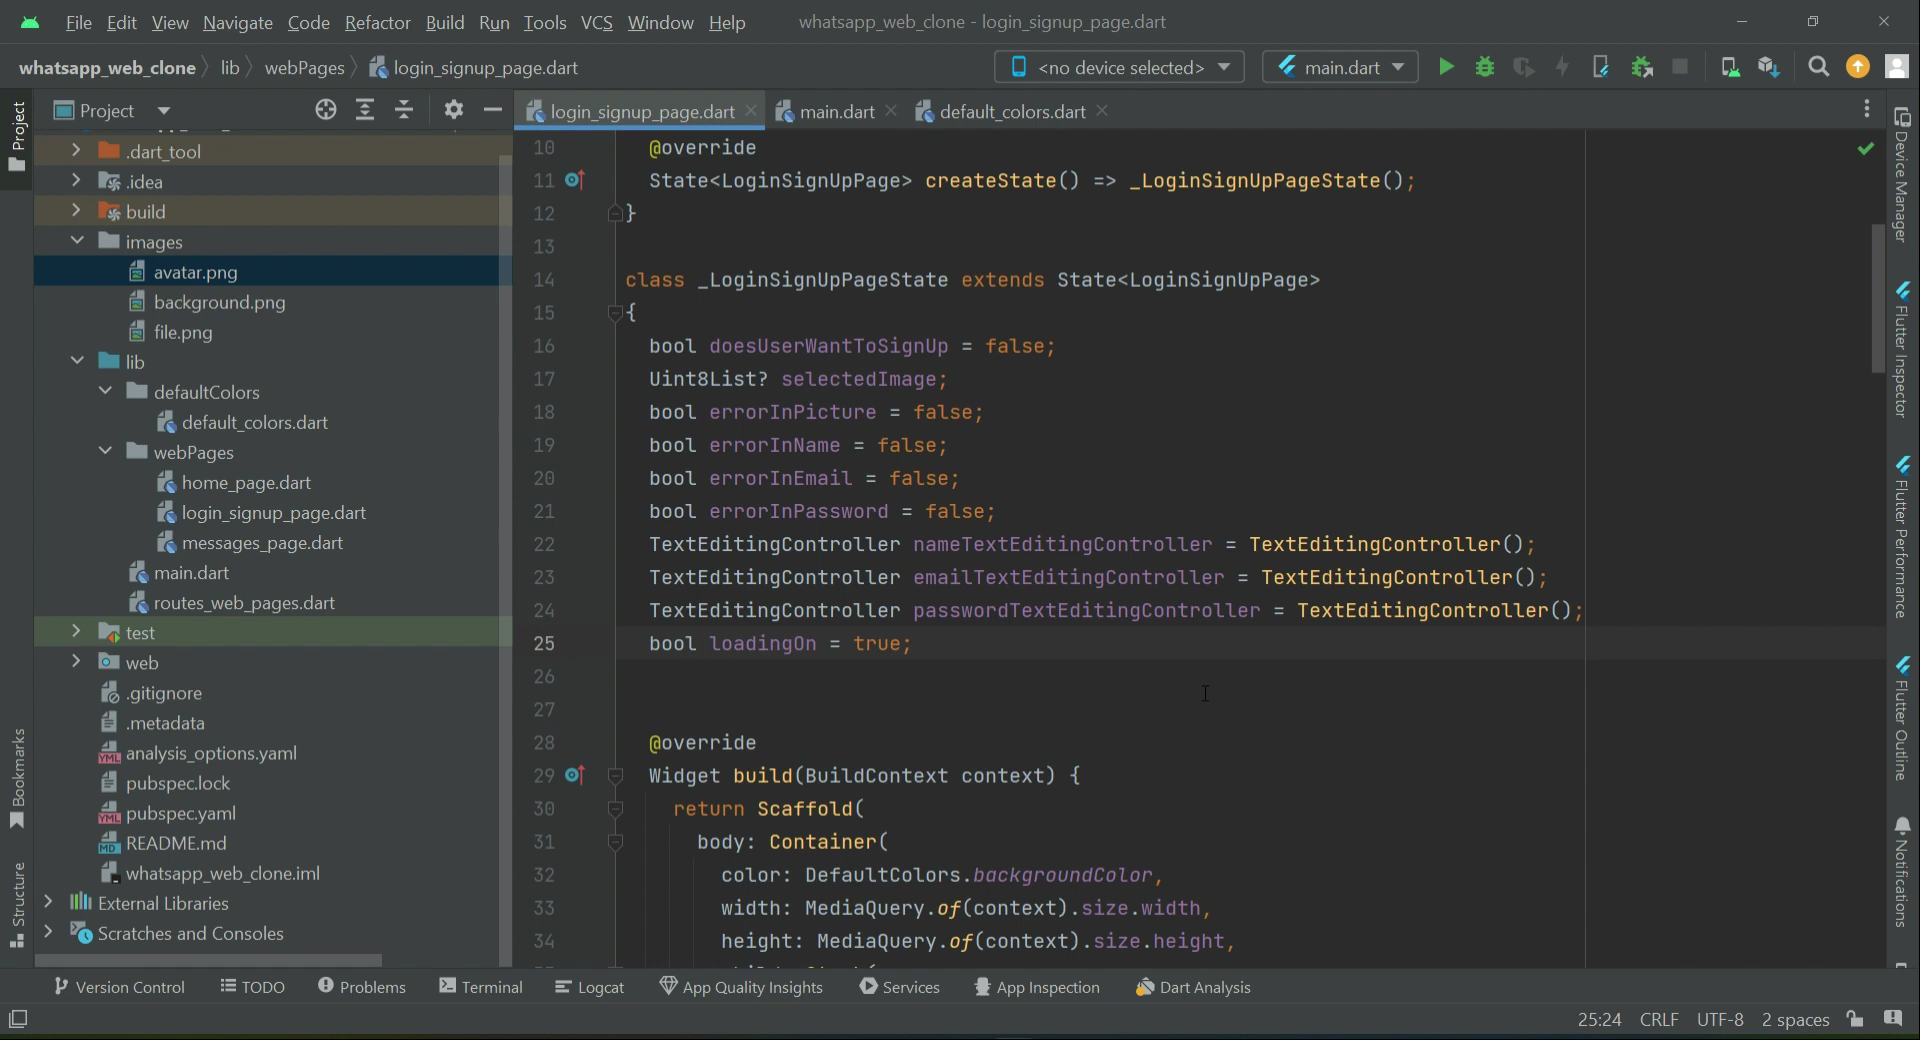 File Edit View Navigate Code Refactor Build Run Tools VCS Window Help whatsapp_web_clone - login_signup_page.dart
whatsapp_web_clone lib webPages login_signup_page.dart <no device selected> main.dart
Project
login_signup_page.dart main.dart default_colors.dart
Project
.dart_tool
.idea
build
images
avatar.png
background.png
file.png
lib
defaultColors
default_colors.dart
webPages
home_page.dart
login_signup_page.dart
messages_page.dart
main.dart
routes_web_pages.dart
test
web
.gitignore
.metadata
analysis_options.yaml
pubspec.lock
pubspec.yaml
README.md
whatsapp_web_clone.iml
External Libraries
Scratches and Consoles
Bookmarks
Structure
10 @override
11 State<LoginSignUpPage> createState() => _LoginSignUpPageState();
12 }
13
14 class _LoginSignUpPageState extends State<LoginSignUpPage>
15 {
16 bool doesUserWantToSignUp = false;
17 Uint8List? selectedImage;
18 bool errorInPicture = false;
19 bool errorInName = false;
20 bool errorInEmail = false;
21 bool errorInPassword = false;
22 TextEditingController nameTextEditingController = TextEditingController();
23 TextEditingController emailTextEditingController = TextEditingController();
24 TextEditingController passwordTextEditingController = TextEditingController();
25 bool loadingOn = true;
26
27
28 @override
29 Widget build(BuildContext context) {
30 return Scaffold(
31 body: Container(
32 color: DefaultColors.backgroundColor,
33 width: MediaQuery.of(context).size.width,
34 height: MediaQuery.of(context).size.height,
Device Manager
Flutter Inspector
Flutter Performance
Flutter Outline
Notifications
Version Control TODO Problems Terminal Logcat App Quality Insights Services App Inspection Dart Analysis
25:24 CRLF UTF-8 2 spaces